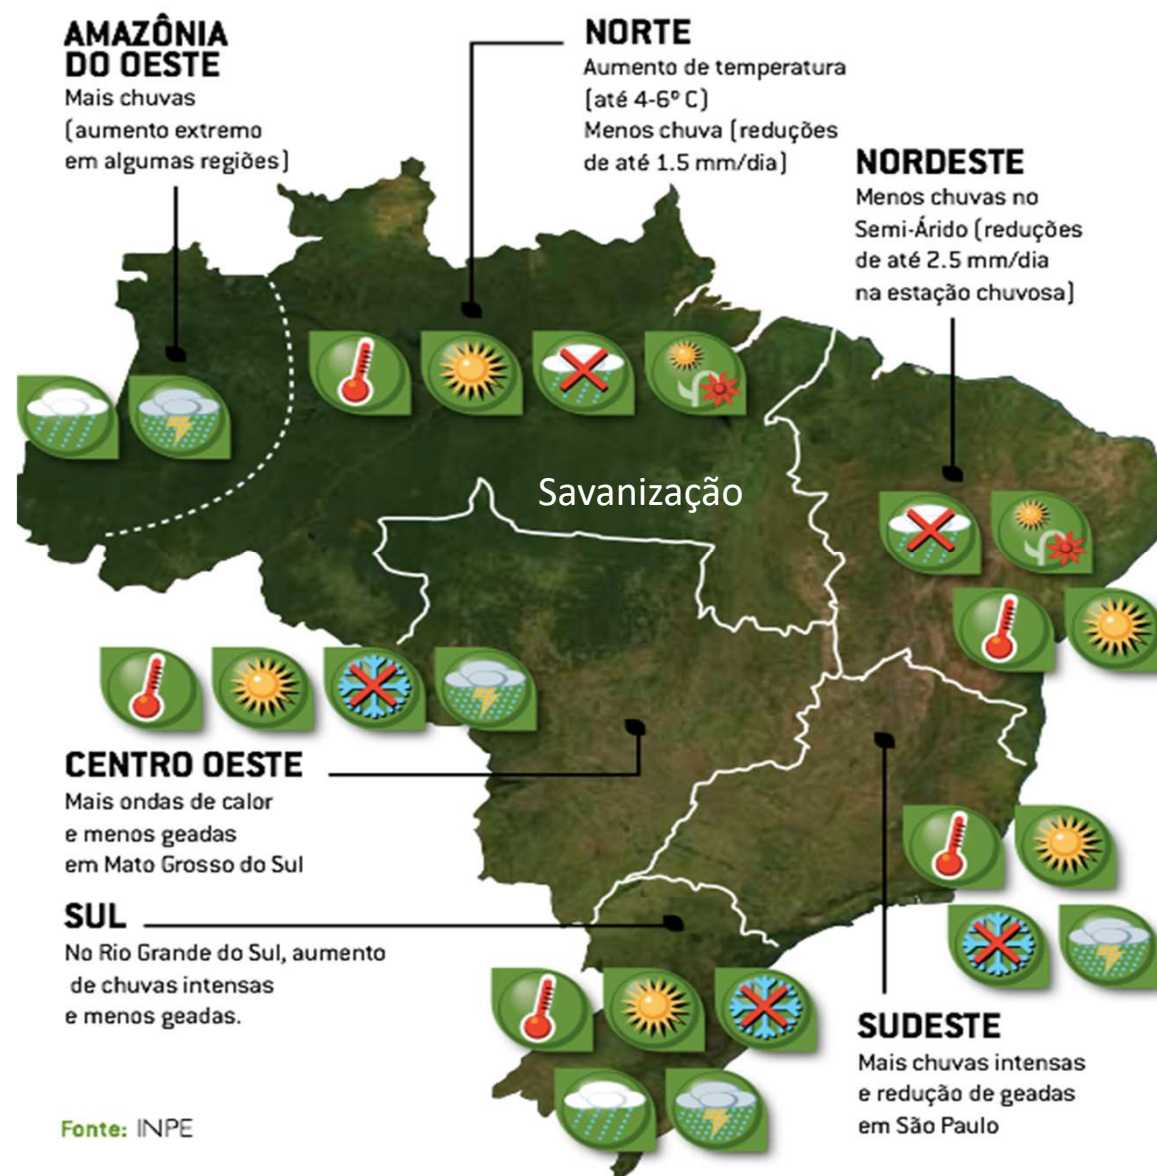 AMAZÔNIA
DO OESTE
Mais chuvas
(aumento extremo
em algumas regiões)
NORTE
Aumento de temperatura
(até 4-6º C)
Menos chuva (reduções
de até 1.5 mm/dia)
NORDESTE
Menos chuvas no
Semi-Árido (reduções
de até 2.5 mm/dia
na estação chuvosa)
Savanização
CENTRO OESTE
Mais ondas de calor
e menos geadas
em Mato Grosso do Sul
SUL
No Rio Grande do Sul, aumento
de chuvas intensas
e menos geadas.
SUDESTE
Mais chuvas intensas
e redução de geadas
em São Paulo
Fonte: INPE